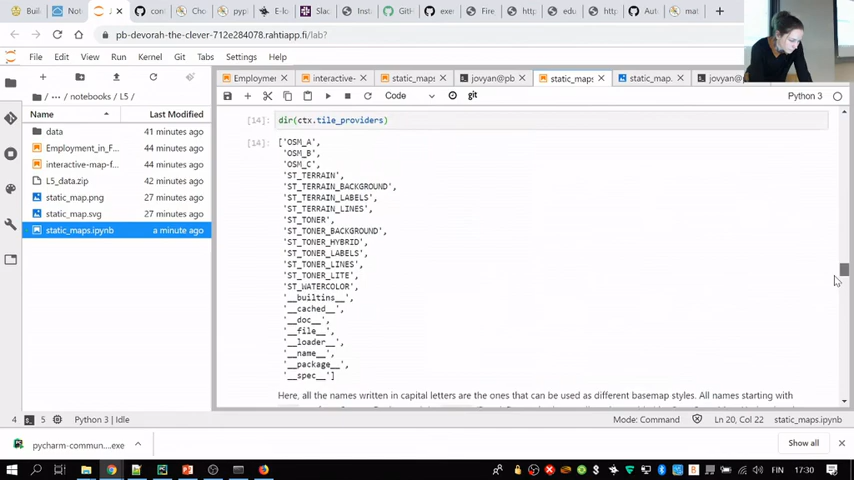 Buil
Note
J
con
Cho
pypi
E-lo
Slac
Inst
GitH
exe
Fire
http
edu
http
Aut
mat
pb-devorah-the-clever-712e284078.rahtiapp.fi/lab?
File Edit View Run Kernel Git Tabs Settings Help
Employment
interactive-
static_maps
jovyan@pb
static_maps
static_map.
jovyan@
Code
git
Python 3
/ ··· / notebooks / L5 /
Name
Last Modified
data 41 minutes ago
Employment_in_F... 44 minutes ago
interactive-map-f... 44 minutes ago
L5_data.zip 42 minutes ago
static_map.png 27 minutes ago
static_map.svg 27 minutes ago
static_maps.ipynb a minute ago
[14] dir(ctx.tile_providers)
[14] ['OSM_A',
'OSM_B',
'OSM_C',
'ST_TERRAIN',
'ST_TERRAIN_BACKGROUND',
'ST_TERRAIN_LABELS',
'ST_TERRAIN_LINES',
'ST_TONER',
'ST_TONER_BACKGROUND',
'ST_TONER_HYBRID',
'ST_TONER_LABELS',
'ST_TONER_LINES',
'ST_TONER_LITE',
'ST_WATERCOLOR',
'__builtins__',
'__cached__',
'__doc__',
'__file__',
'__loader__',
'__name__',
'__package__',
'__spec__']
Here, all the names written in capital letters are the ones that can be used as different basemap styles. All names starting with
4
5
Python 3 | Idle
Mode: Command
Ln 20, Col 22
static_maps.ipynb
pycharm-commun....exe
Show all
FIN
17:30